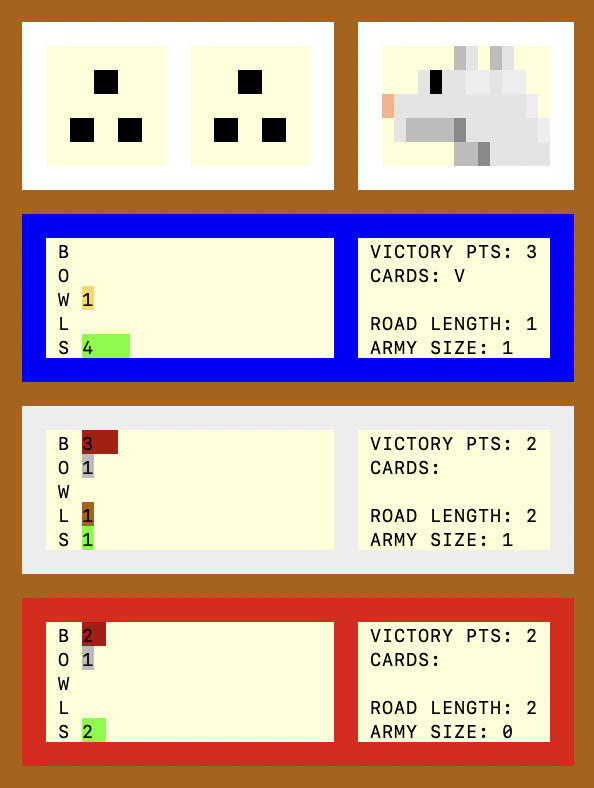 B
O
W 1
L
S 4
VICTORY PTS: 3
CARDS: V
ROAD LENGTH: 1
ARMY SIZE: 1
B 3
O 1
W
L 1
S 1
VICTORY PTS: 2
CARDS:
ROAD LENGTH: 2
ARMY SIZE: 1
B 2
O 1
W
L
S 2
VICTORY PTS: 2
CARDS:
ROAD LENGTH: 2
ARMY SIZE: 0